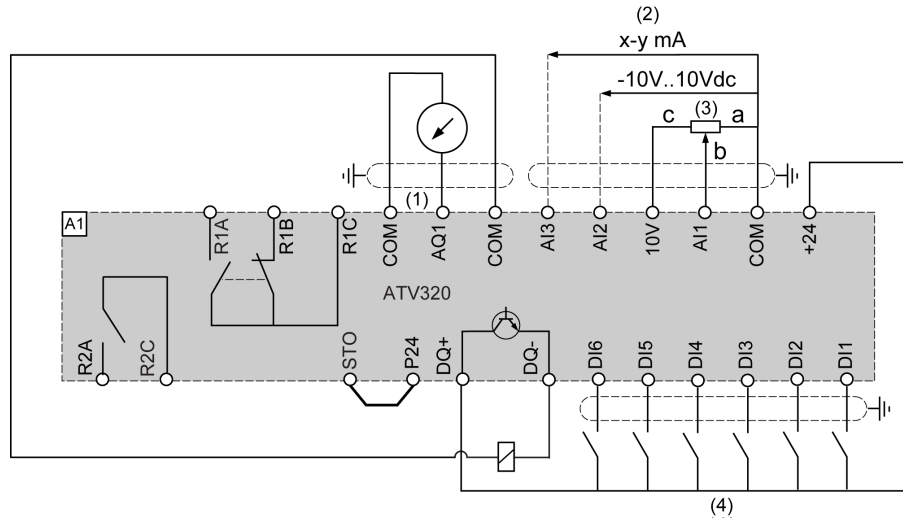 (2)
x-y mA
-10V..10Vdc
(3)
c
a
b
(1)
A1
R1A
R1B
R1C
COM
AQ1
COM
AI3
AI2
10V
AI1
COM
+24
ATV320
R2A
R2C
STO
P24
DQ+
DQ-
DI6
DI5
DI4
DI3
DI2
DI1
(4)